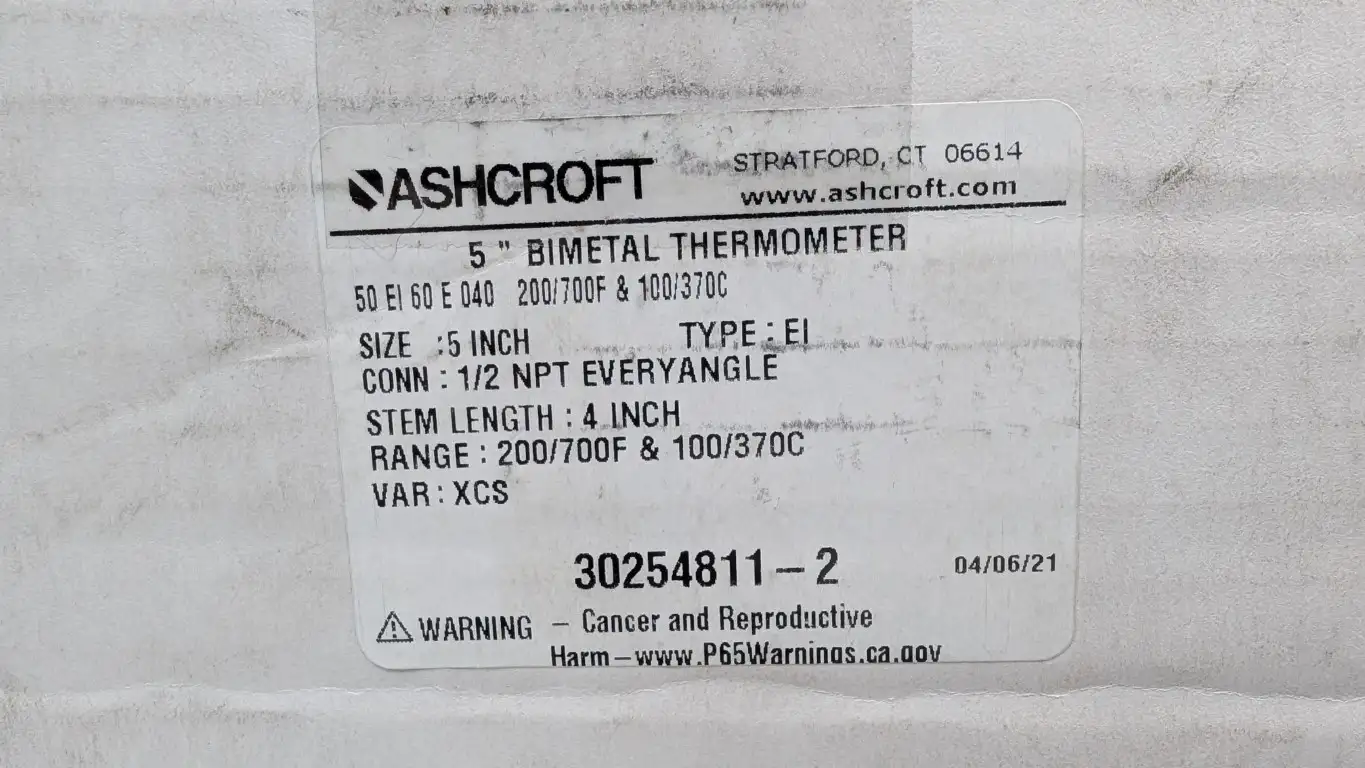 ASHCROFT
STRATFORD, CT 06614
www.ashcroft.com
5 " BIMETAL THERMOMETER
50 EI 60 E 040 200/700F & 100/370C
SIZE :5 INCH TYPE : EI
CONN : 1/2 NPT EVERYANGLE
STEM LENGTH : 4 INCH
RANGE : 200/700F & 100/370C
VAR : XCS
30254811-2 04/06/21
WARNING – Cancer and Reproductive
Harm – www.P65Warnings.ca.gov